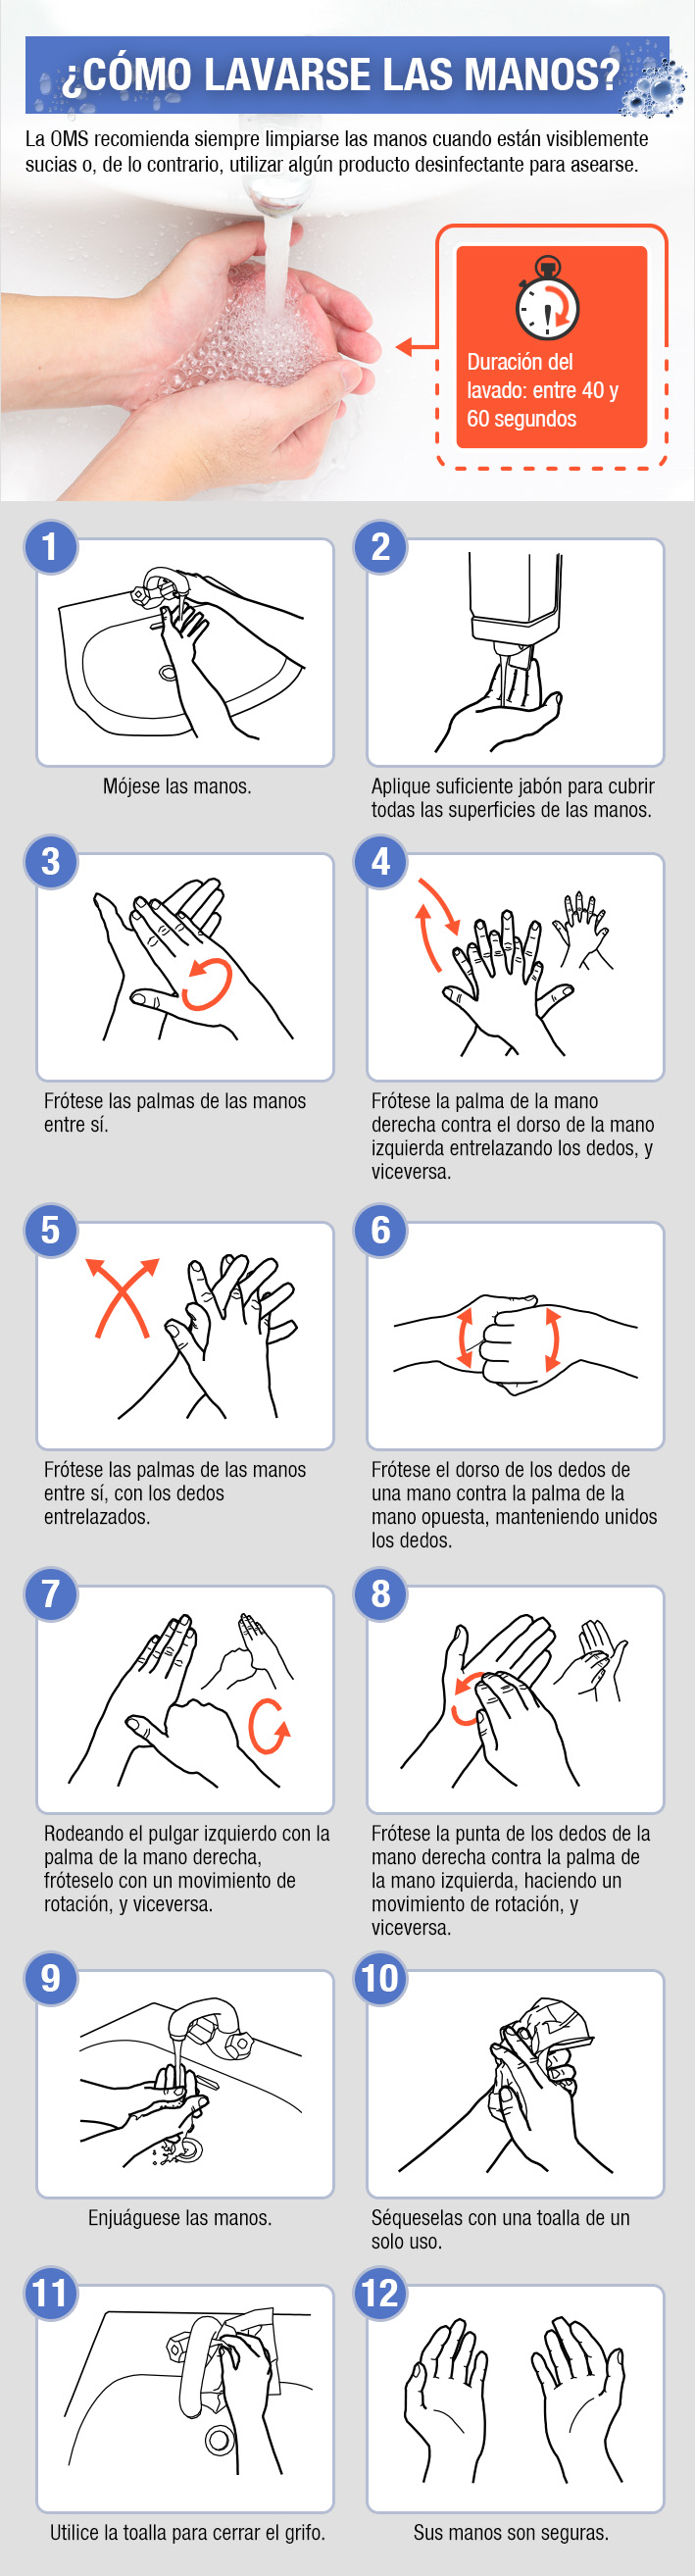 ¿CÓMO LAVARSE LAS MANOS?
La OMS recomienda siempre limpiarse las manos cuando están visiblemente
sucias o, de lo contrario, utilizar algún producto desinfectante para asearse.
Duración del
lavado: entre 40 y
60 segundos
1
Mójese las manos.
2
Aplique suficiente jabón para cubrir
todas las superficies de las manos.
3
Frótese las palmas de las manos
entre sí.
4
Frótese la palma de la mano
derecha contra el dorso de la mano
izquierda entrelazando los dedos, y
viceversa.
5
Frótese las palmas de las manos
entre sí, con los dedos
entrelazados.
6
Frótese el dorso de los dedos de
una mano contra la palma de la
mano opuesta, manteniendo unidos
los dedos.
7
Rodeando el pulgar izquierdo con la
palma de la mano derecha,
fróteselo con un movimiento de
rotación, y viceversa.
8
Frótese la punta de los dedos de la
mano derecha contra la palma de
la mano izquierda, haciendo un
movimiento de rotación, y
viceversa.
9
Enjuáguese las manos.
10
Séqueselas con una toalla de un
solo uso.
11
Utilice la toalla para cerrar el grifo.
12
Sus manos son seguras.